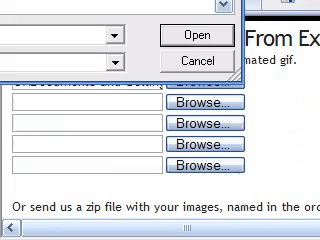 Open
From Ex
Cancel
mated gif.
Browse...
Browse...
Browse...
Browse...
Browse...
Or send us a zip file with your images, named in the ord